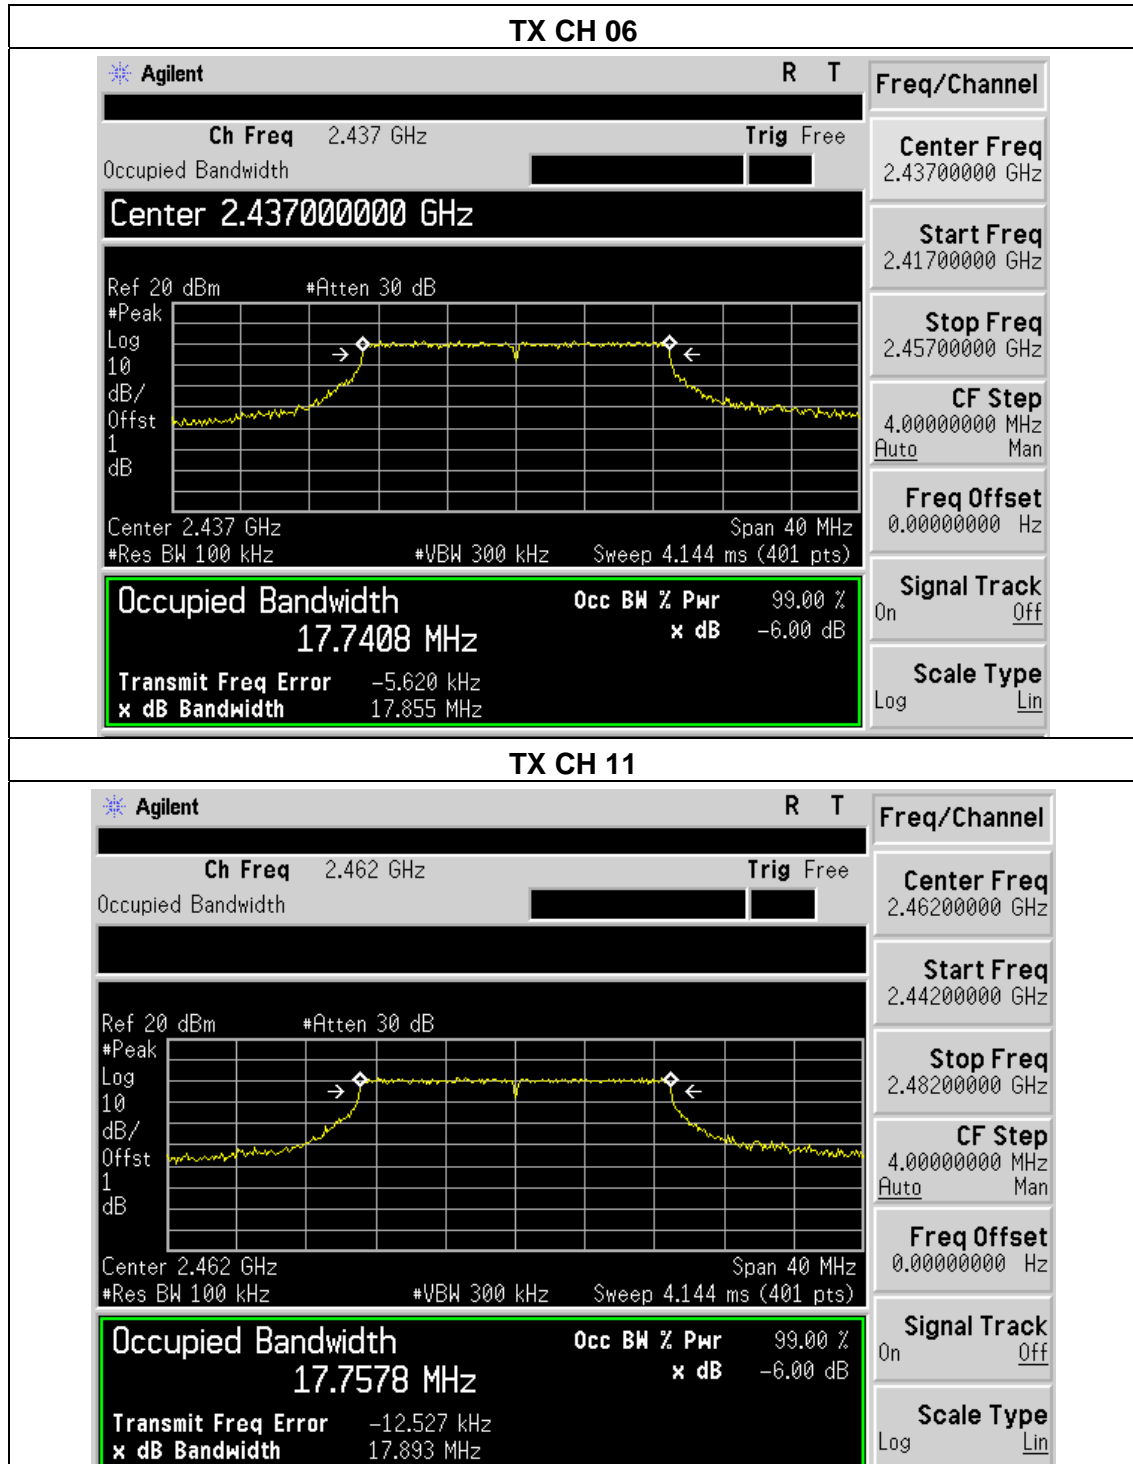 TX CH 06
Agilent R T
Freq/Channel
Ch Freq 2.437 GHz Trig Free
Occupied Bandwidth
Center Freq
2.43700000 GHz
Center 2.437000000 GHz
Start Freq
2.41700000 GHz
Ref 20 dBm #Atten 30 dB
#Peak
Log
10
dB/
Offst
1
dB
Stop Freq
2.45700000 GHz
CF Step
4.00000000 MHz
Auto Man
Center 2.437 GHz Span 40 MHz
#Res BW 100 kHz #VBW 300 kHz Sweep 4.144 ms (401 pts)
Freq Offset
0.00000000 Hz
Occupied Bandwidth Occ BW % Pwr 99.00 %
17.7408 MHz x dB -6.00 dB
Transmit Freq Error -5.620 kHz
x dB Bandwidth 17.855 MHz
Signal Track
On Off
Scale Type
Log Lin
TX CH 11
Agilent R T
Freq/Channel
Ch Freq 2.462 GHz Trig Free
Occupied Bandwidth
Center Freq
2.46200000 GHz
Start Freq
2.44200000 GHz
Ref 20 dBm #Atten 30 dB
#Peak
Log
10
dB/
Offst
1
dB
Stop Freq
2.48200000 GHz
CF Step
4.00000000 MHz
Auto Man
Center 2.462 GHz Span 40 MHz
#Res BW 100 kHz #VBW 300 kHz Sweep 4.144 ms (401 pts)
Freq Offset
0.00000000 Hz
Occupied Bandwidth Occ BW % Pwr 99.00 %
17.7578 MHz x dB -6.00 dB
Transmit Freq Error -12.527 kHz
x dB Bandwidth 17.893 MHz
Signal Track
On Off
Scale Type
Log Lin